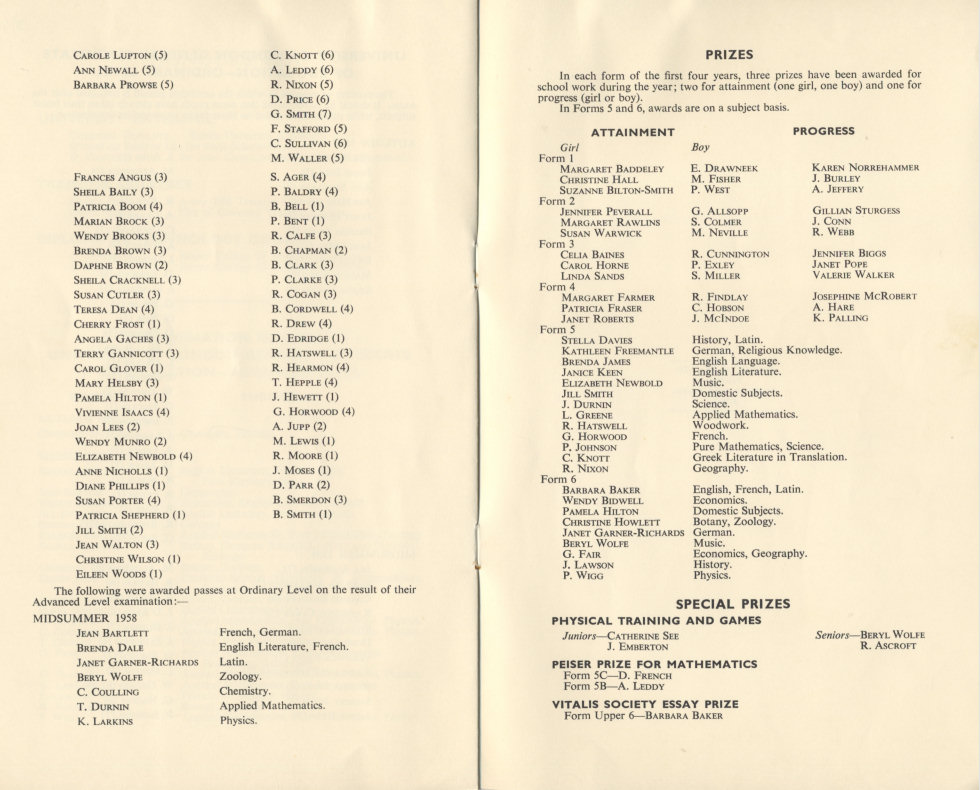 CAROLE LUPTON (5) C. KNOTT (6)
ANN NEWALL (5) A. LEDDY (6)
BARBARA PROWSE (5) R. NIXON (5)
D. PRICE (6)
G. SMITH (7)
F. STAFFORD (5)
C. SULLIVAN (6)
M. WALLER (5)
FRANCES ANGUS (3) S. AGER (4)
SHEILA BAILY (3) P. BALDRY (4)
PATRICIA BOOM (4) B. BELL (1)
MARIAN BROCK (3) P. BENT (1)
WENDY BROOKS (3) R. CALFE (3)
BRENDA BROWN (3) B. CHAPMAN (2)
DAPHNE BROWN (2) B. CLARK (3)
SHEILA CRACKNELL (3) P. CLARKE (3)
SUSAN CUTLER (3) R. COGAN (3)
TERESA DEAN (4) B. CORDWELL (4)
CHERRY FROST (1) R. DREW (4)
ANGELA GACHES (3) D. EDRIDGE (1)
TERRY GANNICOTT (3) R. HATSWELL (3)
CAROL GLOVER (1) R. HEARMON (4)
MARY HELSBY (3) T. HEPPLE (4)
PAMELA HILTON (1) J. HEWETT (1)
VIVIENNE ISAACS (4) G. HORWOOD (4)
JOAN LEES (2) A. JUPP (2)
WENDY MUNRO (2) M. LEWIS (1)
ELIZABETH NEWBOLD (4) R. MOORE (1)
ANNE NICHOLLS (1) J. MOSES (1)
DIANE PHILLIPS (1) D. PARR (2)
SUSAN PORTER (4) B. SMERDON (3)
PATRICIA SHEPHERD (1) B. SMITH (1)
JILL SMITH (2)
JEAN WALTON (3)
CHRISTINE WILSON (1)
EILEEN WOODS (1)
The following were awarded passes at Ordinary Level on the result of their
Advanced Level examination:—
MIDSUMMER 1958
JEAN BARTLETT French, German.
BRENDA DALE English Literature, French.
JANET GARNER-RICHARDS Latin.
BERYL WOLFE Zoology.
C. COULLING Chemistry.
T. DURNIN Applied Mathematics.
K. LARKINS Physics.
PRIZES
In each form of the first four years, three prizes have been awarded for
school work during the year; two for attainment (one girl, one boy) and one for
progress (girl or boy).
In Forms 5 and 6, awards are on a subject basis.
ATTAINMENT PROGRESS
Girl Boy
Form 1
MARGARET BADDELEY E. DRAWNEEK KAREN NORREHAMMER
CHRISTINE HALL M. FISHER J. BURLEY
SUZANNE BILTON-SMITH P. WEST A. JEFFERY
Form 2
JENNIFER PEVERALL G. ALLSOPP GILLIAN STURGESS
MARGARET RAWLINS S. COLMER J. CONN
SUSAN WARWICK M. NEVILLE R. WEBB
Form 3
CELIA BAINES R. CUNNINGTON JENNIFER BIGGS
CAROL HORNE P. EXLEY JANET POPE
LINDA SANDS S. MILLER VALERIE WALKER
Form 4
MARGARET FARMER R. FINDLAY JOSEPHINE MCROBERT
PATRICIA FRASER C. HOBSON A. HARE
JANET ROBERTS J. MCINDOE K. PALLING
Form 5
STELLA DAVIES History, Latin.
KATHLEEN FREEMANTLE German, Religious Knowledge.
BRENDA JAMES English Language.
JANICE KEEN English Literature.
ELIZABETH NEWBOLD Music.
JILL SMITH Domestic Subjects.
J. DURNIN Science.
L. GREENE Applied Mathematics.
R. HATSWELL Woodwork.
G. HORWOOD French.
P. JOHNSON Pure Mathematics, Science.
C. KNOTT Greek Literature in Translation.
R. NIXON Geography.
Form 6
BARBARA BAKER English, French, Latin.
WENDY BIDWELL Economics.
PAMELA HILTON Domestic Subjects.
CHRISTINE HOWLETT Botany, Zoology.
JANET GARNER-RICHARDS German.
BERYL WOLFE Music.
G. FAIR Economics, Geography.
J. LAWSON History.
P. WIGG Physics.
SPECIAL PRIZES
PHYSICAL TRAINING AND GAMES
Juniors—CATHERINE SEE Seniors—BERYL WOLFE
J. EMBERTON R. ASCROFT
PEISER PRIZE FOR MATHEMATICS
Form 5C—D. FRENCH
Form 5B—A. LEDDY
VITALIS SOCIETY ESSAY PRIZE
Form Upper 6—BARBARA BAKER